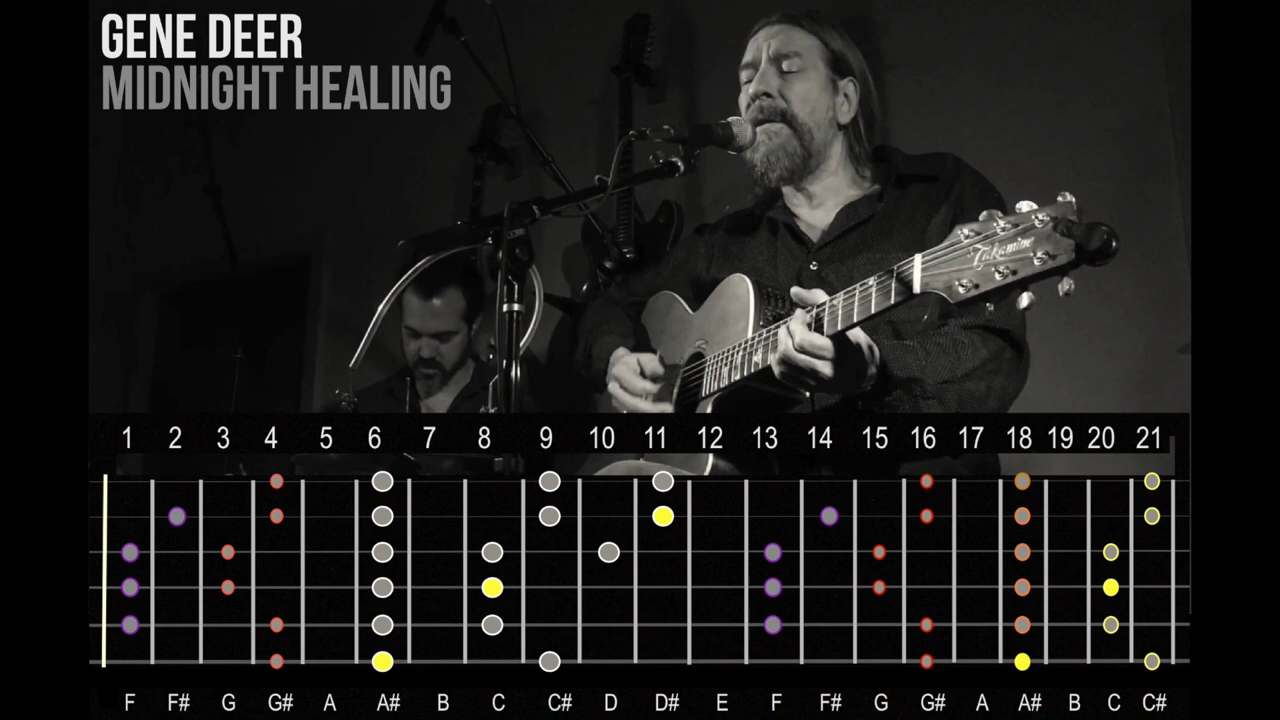 GENE DEER
MIDNIGHT HEALING
Takamine
1 2 3 4 5 6 7 8 9 10 11 12 13 14 15 16 17 18 19 20 21
F F# G G# A A# B C C# D D# E F F# G G# A A# B C C#